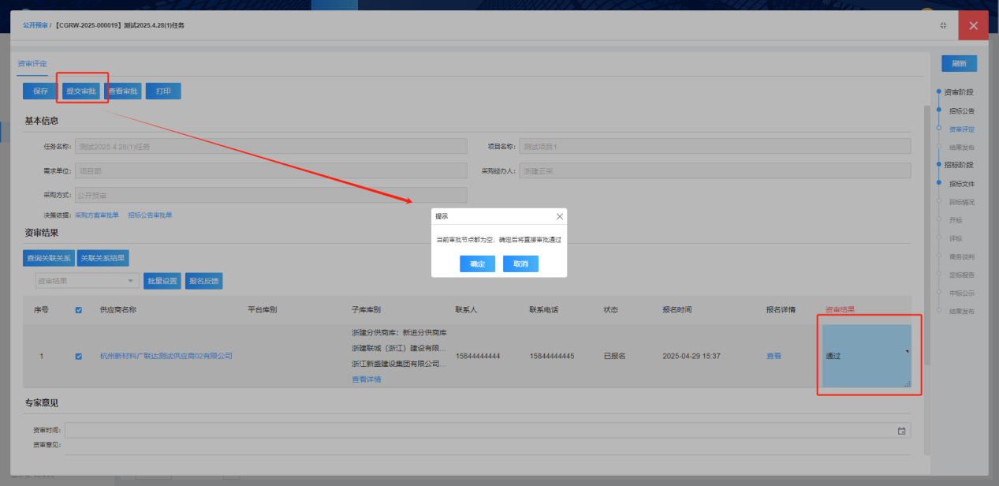 公开预审 / 【CGRW-2025-000019】测试2025.4.28(1)任务
资审评定
刷新
保存 提交审批 查看审批 打印
基本信息
任务名称: 测试2025.4.28(1)任务 项目名称: 测试项目1
需求单位: 项目部 采购经办人: 浙建云采
采购方式: 公开预审
决策依据: 采购方案审批单 招标公告审批单
资审结果
查询关联关系 关联关系结果
资审结果 批量设置 报名反馈
序号 供应商名称 平台库别 子库库别 联系人 联系电话 状态 报名时间 报名详情 资审结果
浙建分供商库：新进分供商库
浙建联城（浙江）建设有限...
1 杭州新材料广联达测试供应商02有限公司 15844444444 15844444445 已报名 2025-04-29 15:37 查看 通过
浙江新盛建设集团有限公司...
查看详情
专家意见
资审时间:
资审意见:
提示
当前审批节点都为空，确定后将直接审批通过
确定 取消
资审阶段
招标公告
资审评定
结果发布
招标阶段
招标文件
回标情况
开标
评标
商务谈判
定标报告
中标公示
结果发布